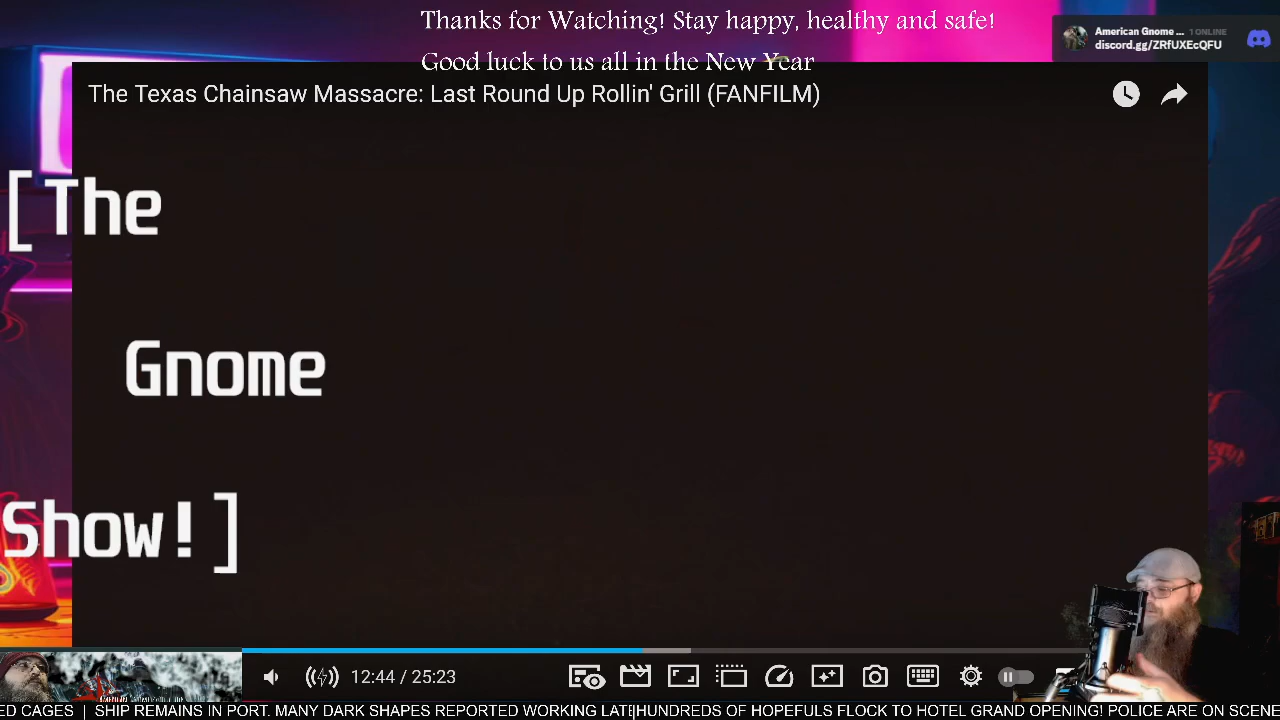 Thanks for Watching! Stay happy, healthy and safe!
Good luck to us all in the New Year
American Gnome ... 1 ONLINE
discord.gg/ZRfUXEcQFU
The Texas Chainsaw Massacre: Last Round Up Rollin' Grill (FANFILM)
[The
Gnome
Show!]
12:44 / 25:23
ED CAGES | SHIP REMAINS IN PORT. MANY DARK SHAPES REPORTED WORKING LATE
HUNDREDS OF HOPEFULS FLOCK TO HOTEL GRAND OPENING! POLICE ARE ON SCENE